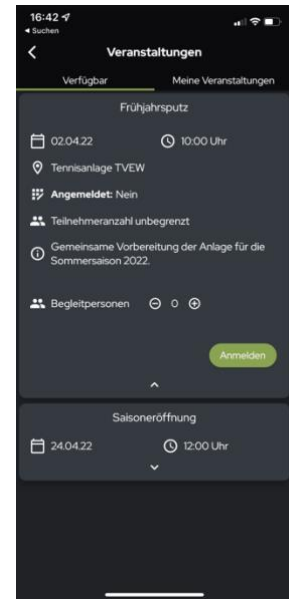 16:42
Suchen
Veranstaltungen
Verfügbar Meine Veranstaltungen
Frühjahrsputz
02.04.22 10:00 Uhr
Tennisanlage TVEW
Angemeldet: Nein
Teilnehmeranzahl unbegrenzt
Gemeinsame Vorbereitung der Anlage für die
Sommersaison 2022.
Begleitpersonen 0
Anmelden
Saisoneröffnung
24.04.22 12:00 Uhr